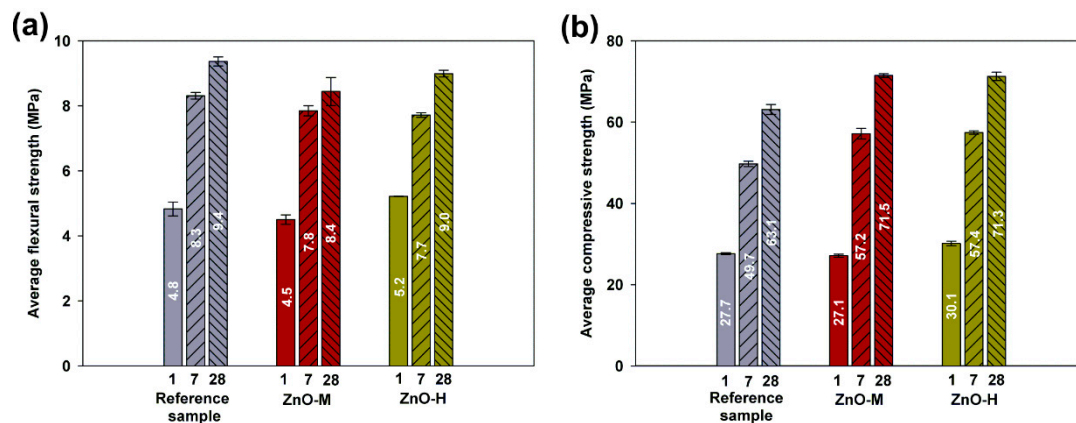 (a)
Average flexural strength (MPa)
10
8
6
4
2
0
4.8
8.3
9.4
4.5
7.8
8.4
5.2
7.7
9.0
1 7 28
1 7 28
1 7 28
Reference
sample
ZnO-M
ZnO-H
(b)
Average compressive strength (MPa)
80
60
40
20
0
27.7
49.7
63.1
27.1
57.2
71.5
30.1
57.4
71.3
1 7 28
1 7 28
1 7 28
Reference
sample
ZnO-M
ZnO-H